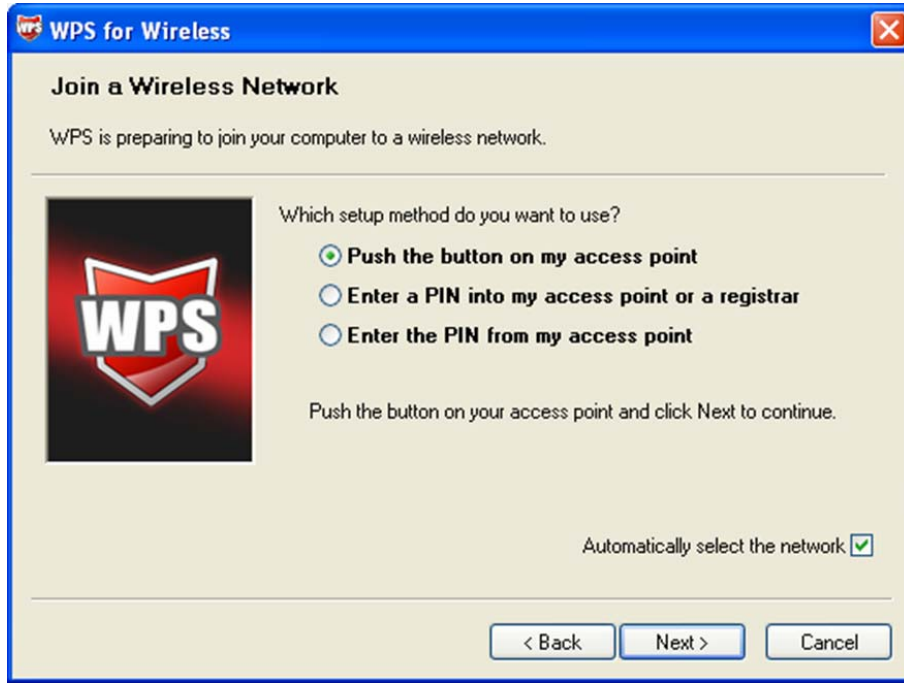 WPS WPS for Wireless
Join a Wireless Network
WPS is preparing to join your computer to a wireless network.
Which setup method do you want to use?
Push the button on my access point
Enter a PIN into my access point or a registrar
Enter the PIN from my access point
WPS
Push the button on your access point and click Next to continue.
Automatically select the network
< Back Next > Cancel